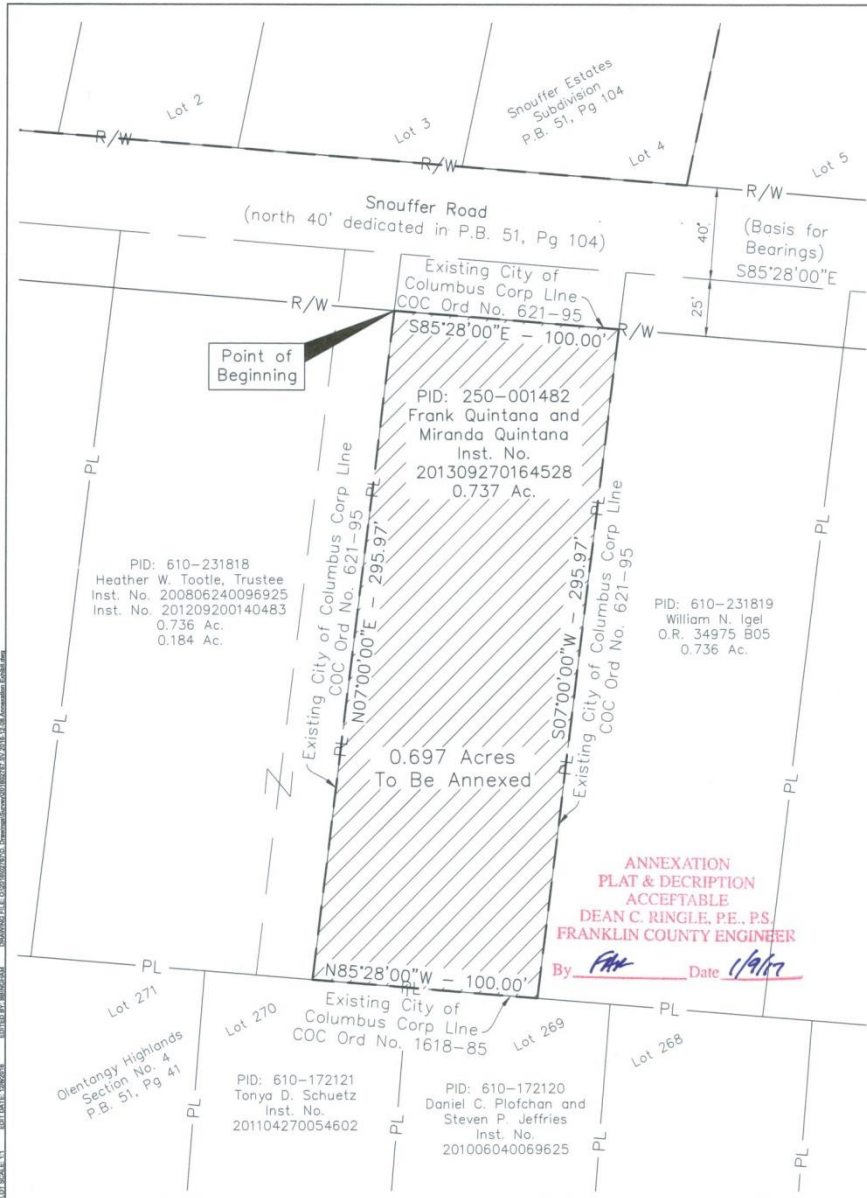 Lot 2
Lot 3
Snouffer Estates
Subdivision
P.B. 51, Pg 104
Lot 4
Lot 5
R/W
R/W
R/W
Snouffer Road
(north 40' dedicated in P.B. 51, Pg 104)
40'
(Basis for
Bearings)
S85°28'00"E
25'
Existing City of
Columbus Corp LIne
COC Ord No. 621-95
R/W
R/W
S85°28'00"E - 100.00'
Point of
Beginning
PID: 250-001482
Frank Quintana and
Miranda Quintana
Inst. No.
201309270164528
0.737 Ac.
PL
PL
PL
PL
Existing City of Columbus Corp LIne
COC Ord No. 621-95
N07°00'00"E - 295.97'
S07°00'00"W - 295.97'
Existing City of Columbus Corp LIne
COC Ord No. 621-95
PID: 610-231818
Heather W. Tootle, Trustee
Inst. No. 200806240096925
Inst. No. 201209200140483
0.736 Ac.
0.184 Ac.
PID: 610-231819
William N. Igel
O.R. 34975 B05
0.736 Ac.
PL
PL
PL
PL
0.697 Acres
To Be Annexed
ANNEXATION
PLAT & DECRIPTION
ACCEPTABLE
DEAN C. RINGLE, P.E., P.S.
FRANKLIN COUNTY ENGINEER
By Date 1/9/17
PL
N85°28'00"W - 100.00'
PL
PL
Existing City of
Columbus Corp LIne
COC Ord No. 1618-85
Lot 271
Lot 270
Lot 269
Lot 268
Olentangy Highlands
Section No. 4
P.B. 51, Pg 41
PID: 610-172121
Tonya D. Schuetz
Inst. No.
201104270054602
PID: 610-172120
Daniel C. Plofchan and
Steven P. Jeffries
Inst. No.
201006040069625
PL
PL
PL
PL